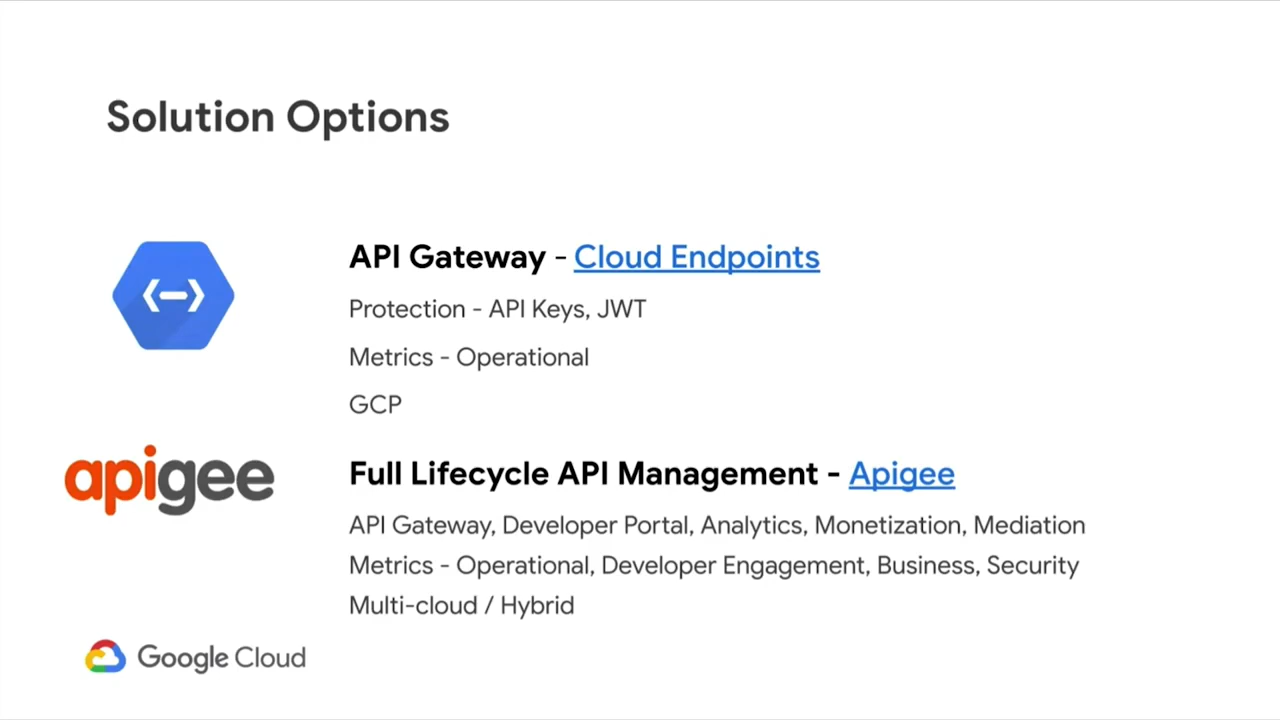 Solution Options
API Gateway - Cloud Endpoints
Protection - API Keys, JWT
Metrics - Operational
GCP
apigee
Full Lifecycle API Management - Apigee
API Gateway, Developer Portal, Analytics, Monetization, Mediation
Metrics - Operational, Developer Engagement, Business, Security
Multi-cloud / Hybrid
Google Cloud